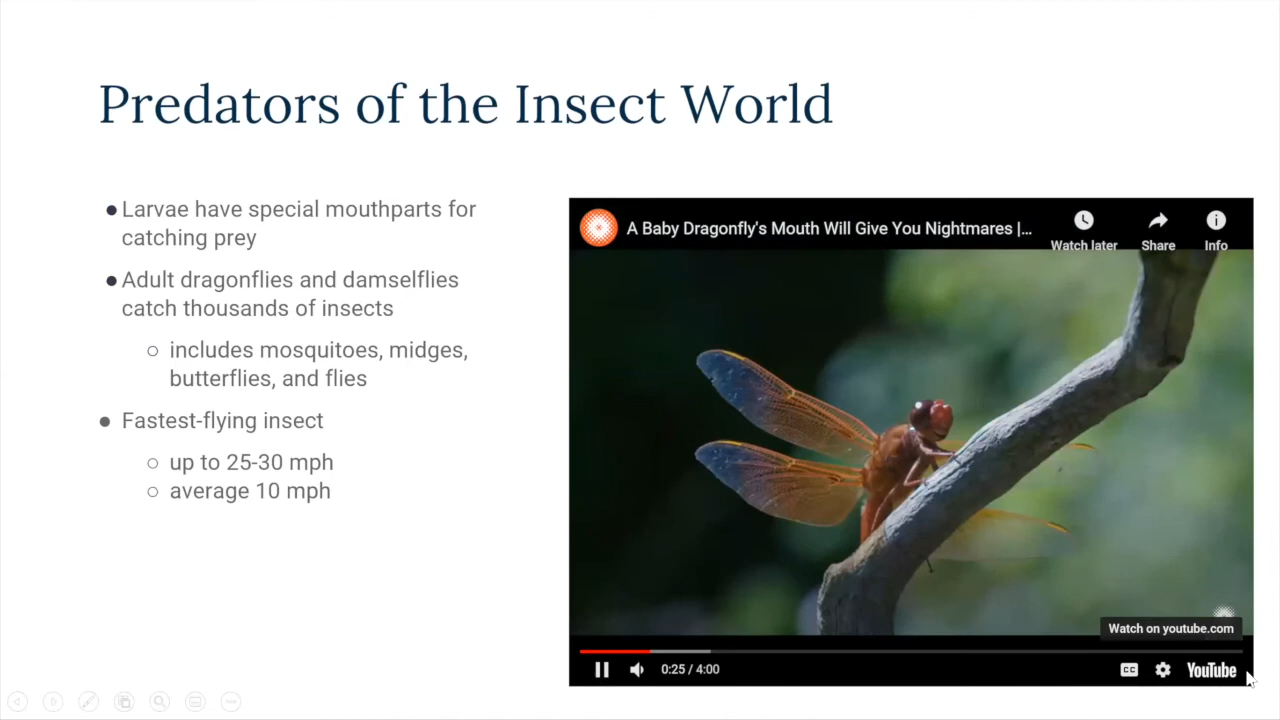 Predators of the Insect World
● Larvae have special mouthparts for
catching prey
● Adult dragonflies and damselflies
catch thousands of insects
○ includes mosquitoes, midges,
butterflies, and flies
● Fastest-flying insect
○ up to 25-30 mph
○ average 10 mph
A Baby Dragonfly's Mouth Will Give You Nightmares |...
Watch later
Share
Info
Watch on youtube.com
0:25 / 4:00
CC
YouTube